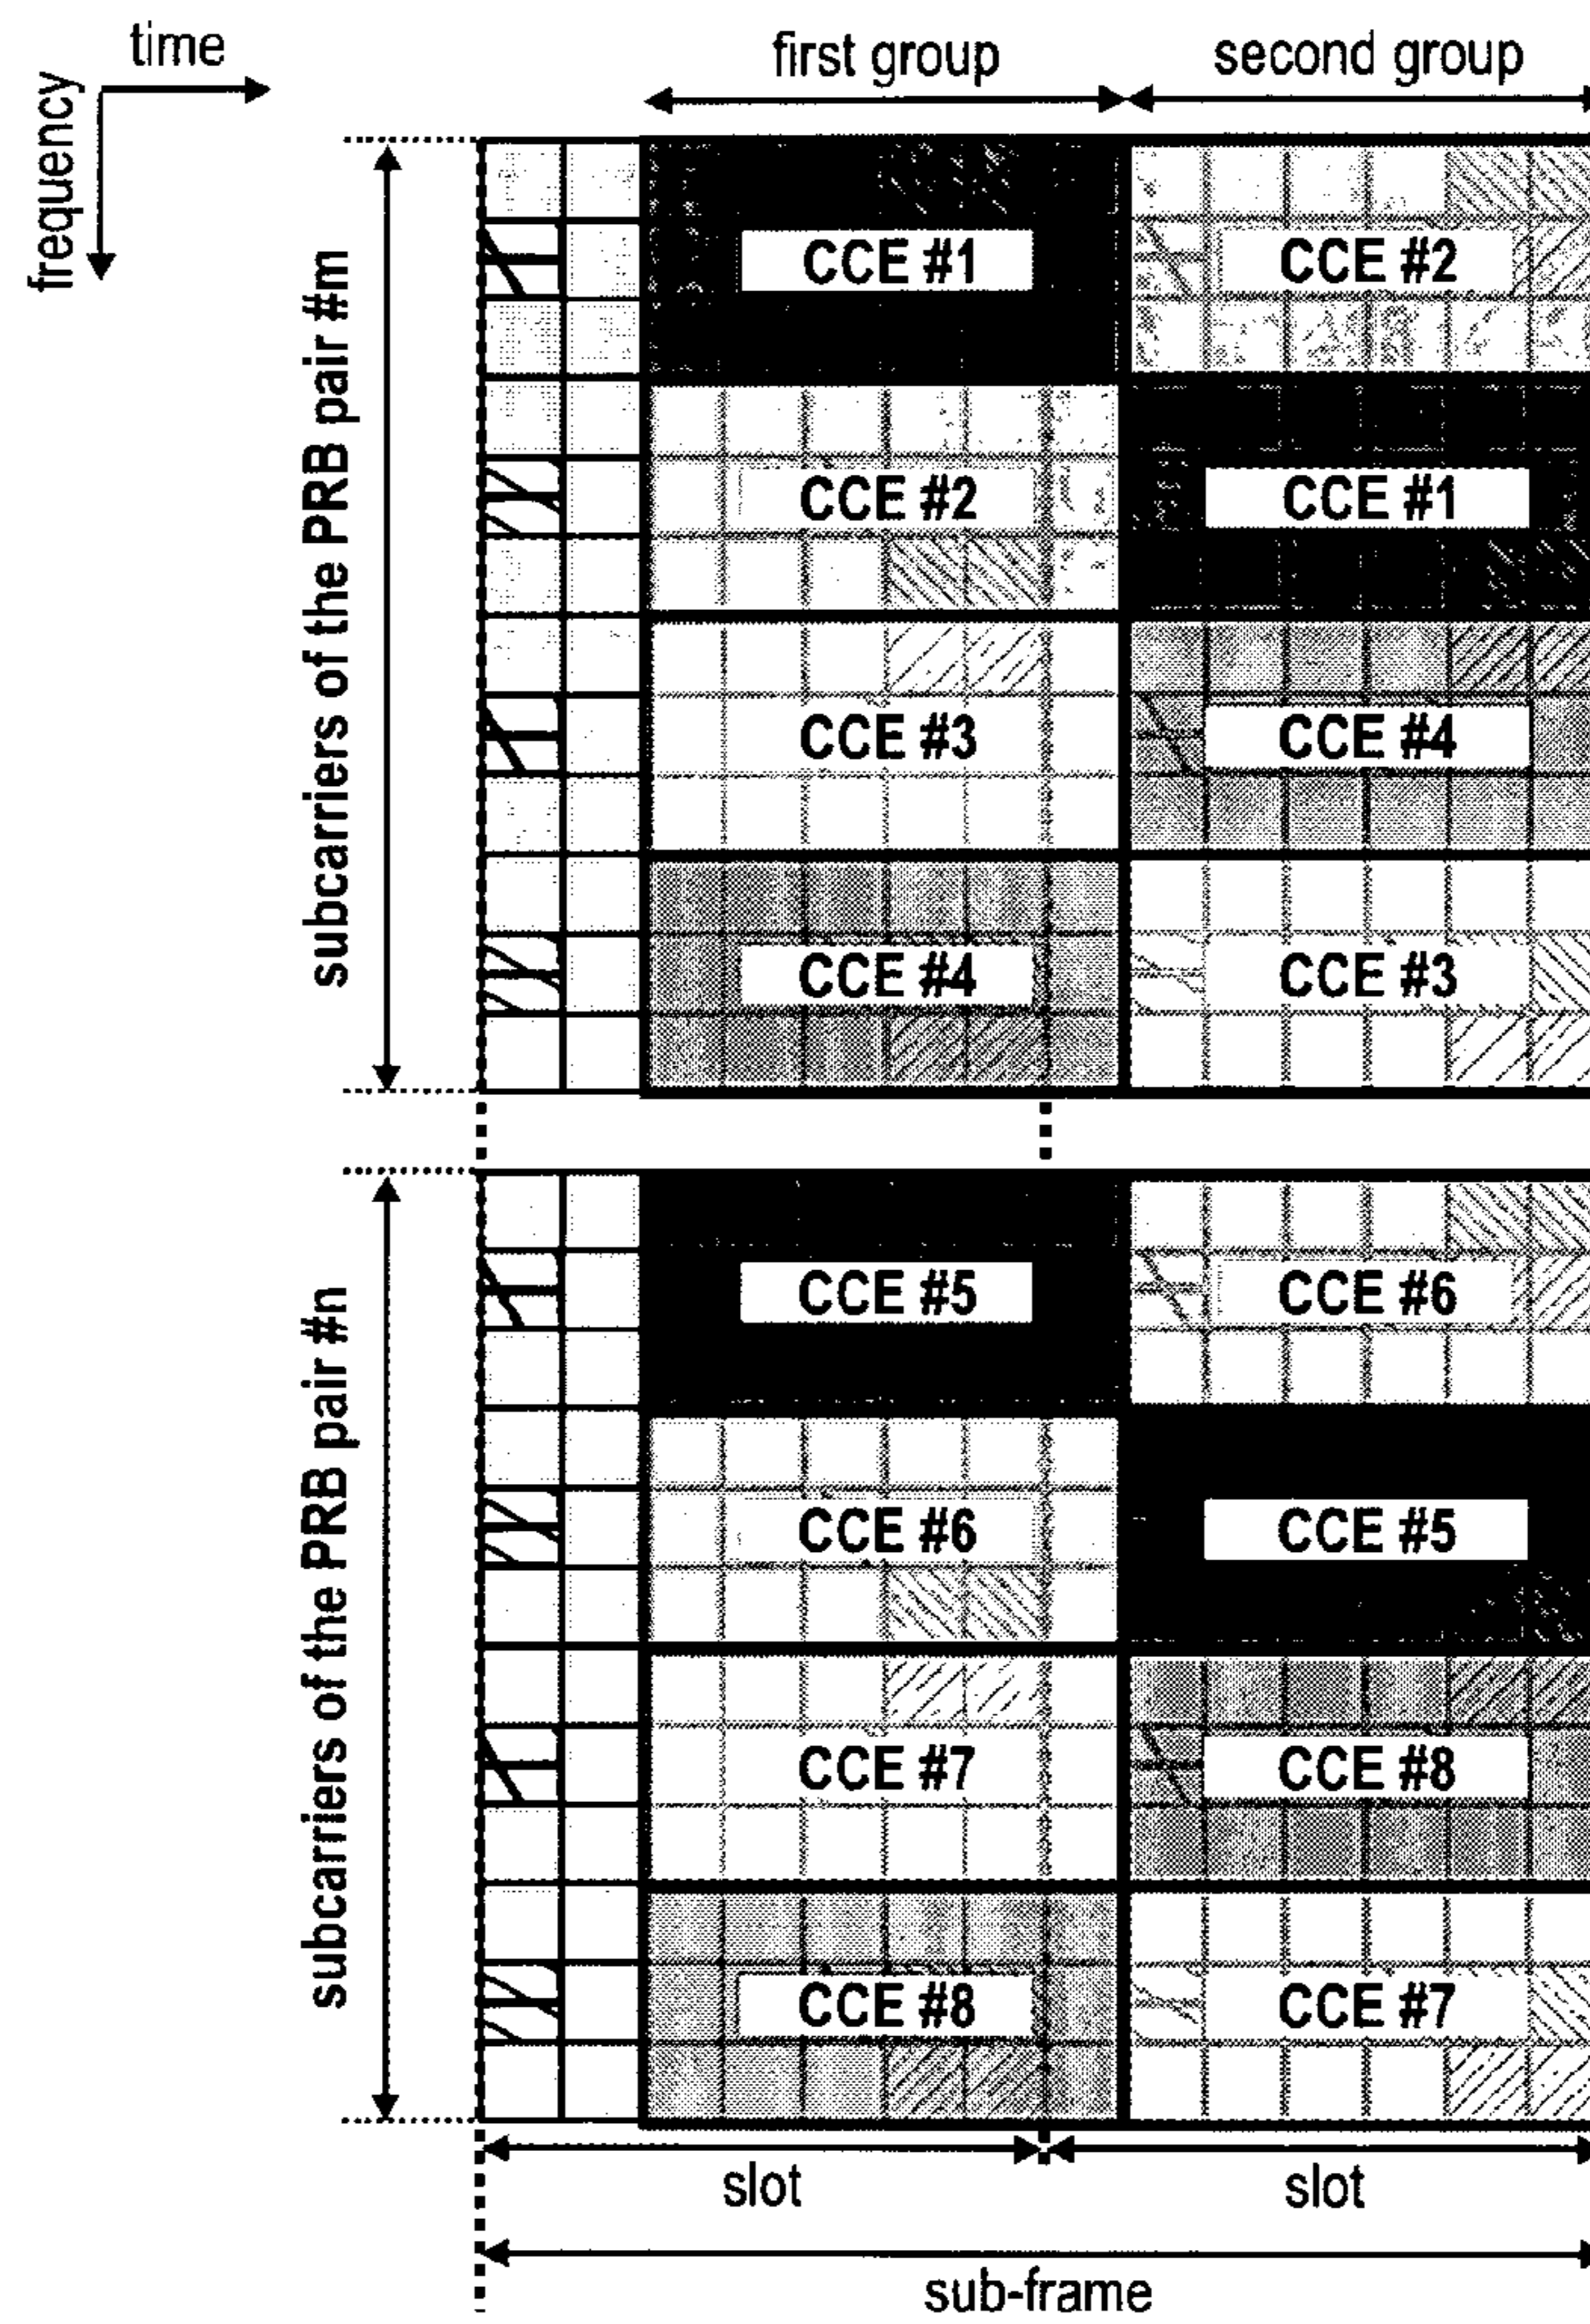 time
first group
second group
frequency
subcarriers of the PRB pair #m
CCE #1
CCE #2
CCE #2
CCE #1
CCE #3
CCE #4
CCE #4
CCE #3
subcarriers of the PRB pair #n
CCE #5
CCE #6
CCE #6
CCE #5
CCE #7
CCE #8
CCE #8
CCE #7
slot
slot
sub-frame